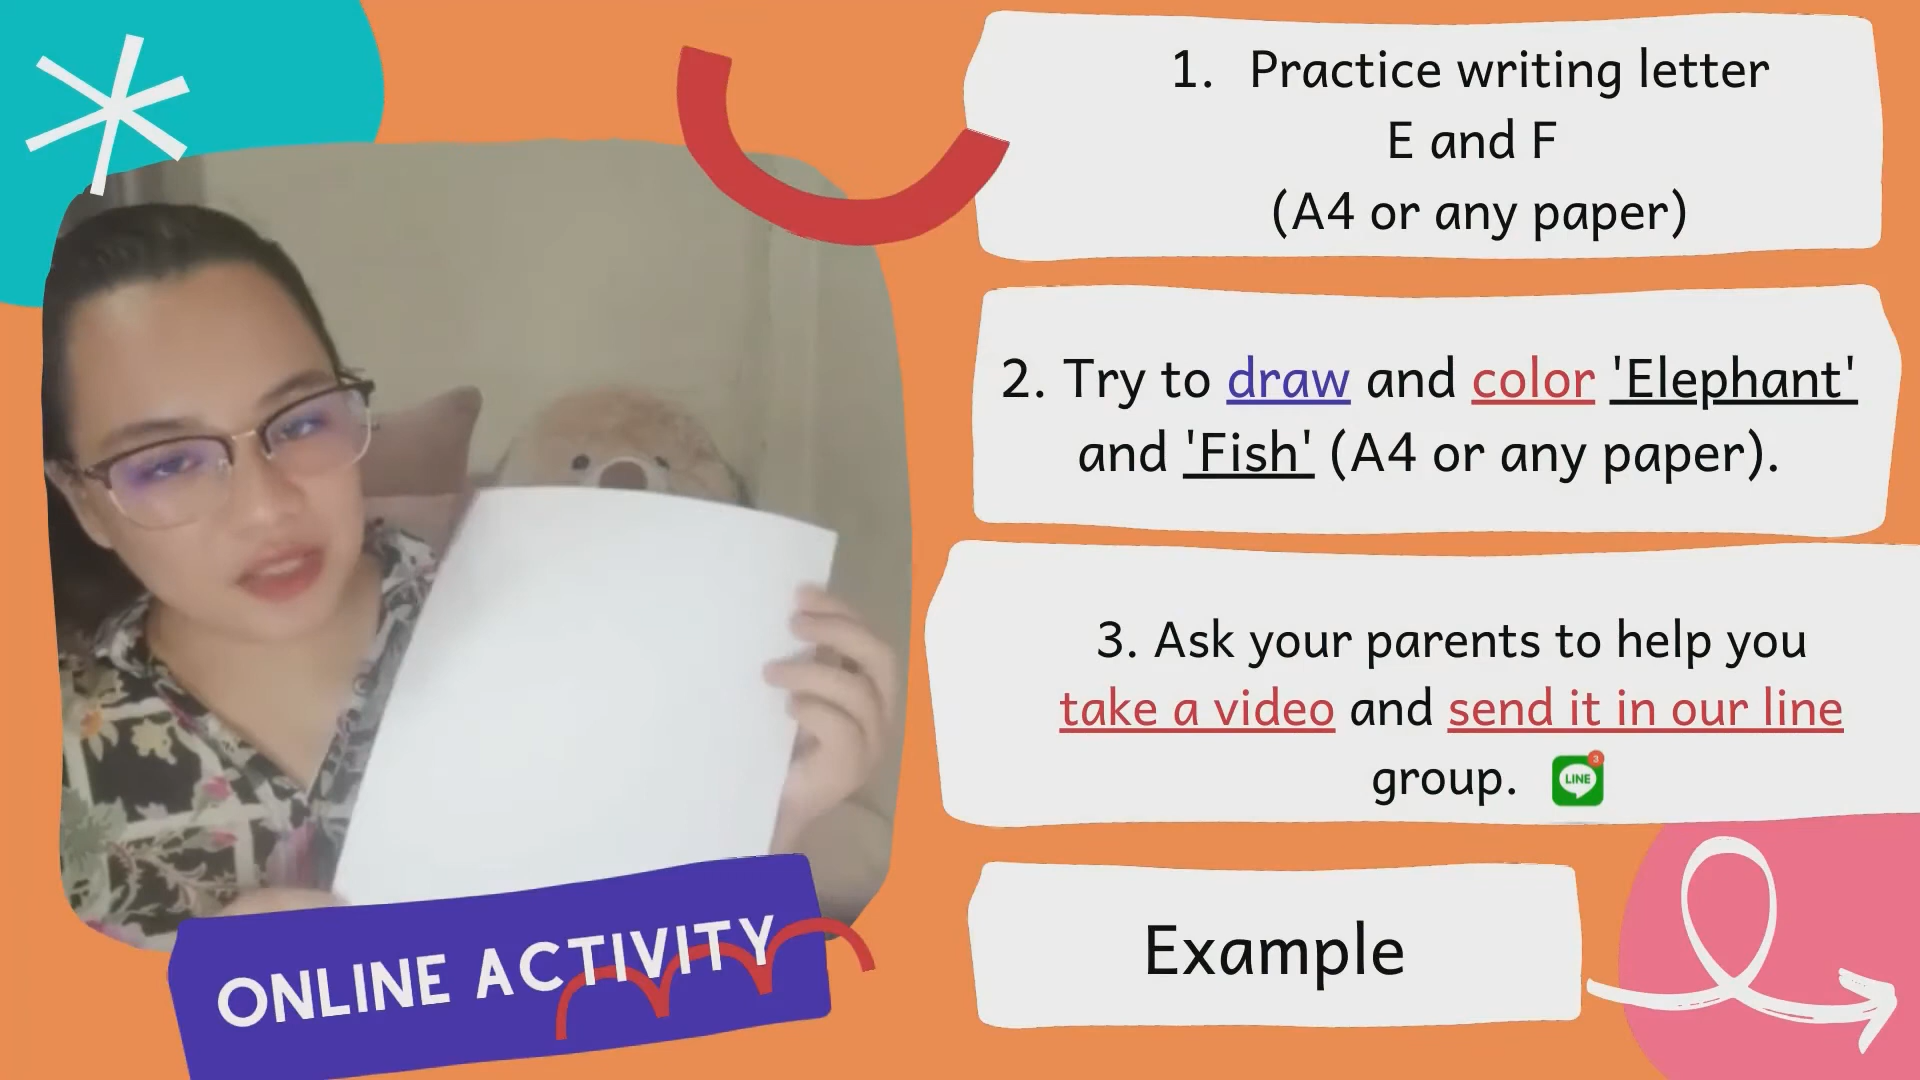 1. Practice writing letter
E and F
(A4 or any paper)
2. Try to draw and color 'Elephant'
and 'Fish' (A4 or any paper).
3. Ask your parents to help you
take a video and send it in our line
group.
LINE
3
Example
ONLINE ACTIVITY